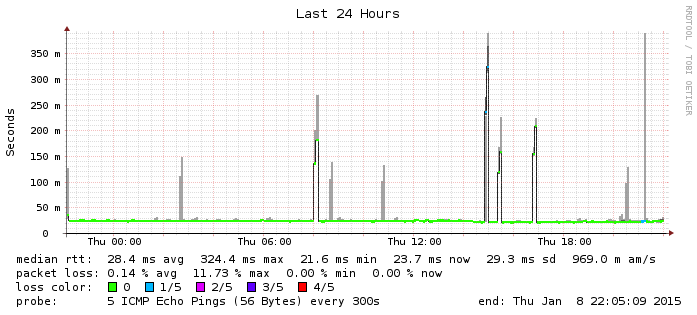 Last 24 Hours
RRDTOOL / TOBI OETIKER
Seconds
350 m
300 m
250 m
200 m
150 m
100 m
50 m
0
Thu 00:00 Thu 06:00 Thu 12:00 Thu 18:00
median rtt: 28.4 ms avg 324.4 ms max 21.6 ms min 23.7 ms now 29.3 ms sd 969.0 m am/s
packet loss: 0.14 % avg 11.73 % max 0.00 % min 0.00 % now
loss color: 0 1/5 2/5 3/5 4/5
probe: 5 ICMP Echo Pings (56 Bytes) every 300s end: Thu Jan 8 22:05:09 2015